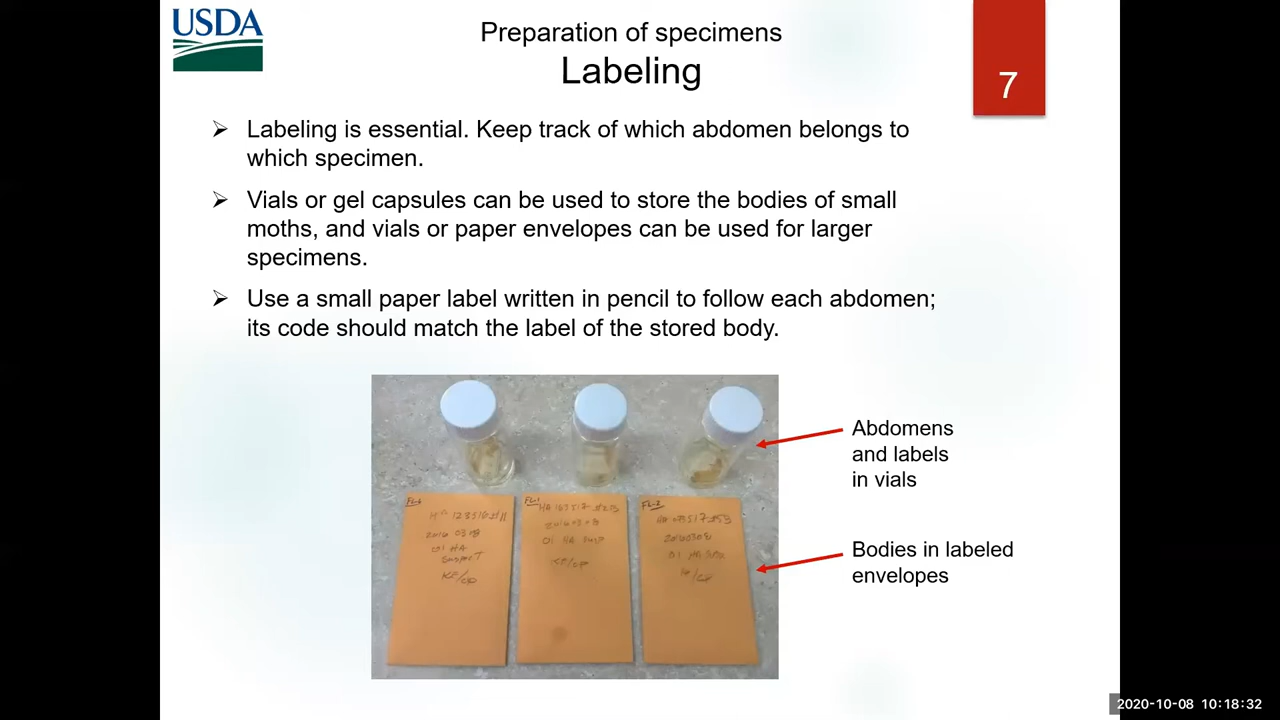 USDA
Preparation of specimens
Labeling
7
➢ Labeling is essential. Keep track of which abdomen belongs to
which specimen.
➢ Vials or gel capsules can be used to store the bodies of small
moths, and vials or paper envelopes can be used for larger
specimens.
➢ Use a small paper label written in pencil to follow each abdomen;
its code should match the label of the stored body.
Abdomens
and labels
in vials
Bodies in labeled
envelopes
2020-10-08 10:18:32